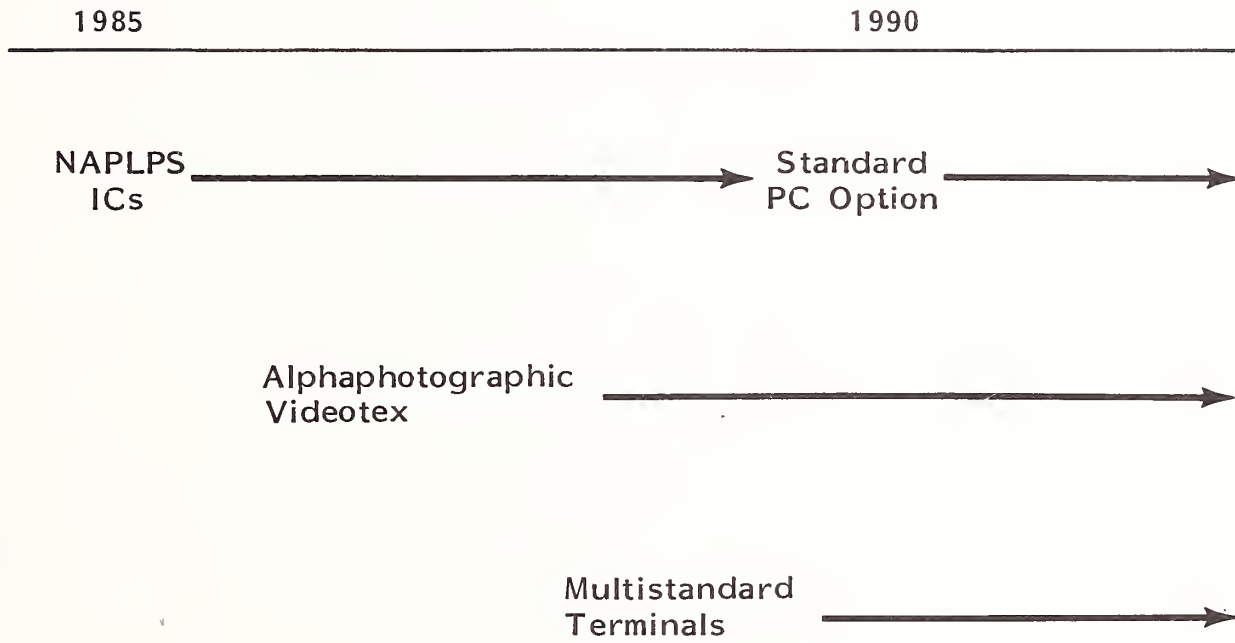 1985 1990
NAPLPS
ICs
Standard
PC Option
Alphaphotographic
Videotex
Multistandard
Terminals